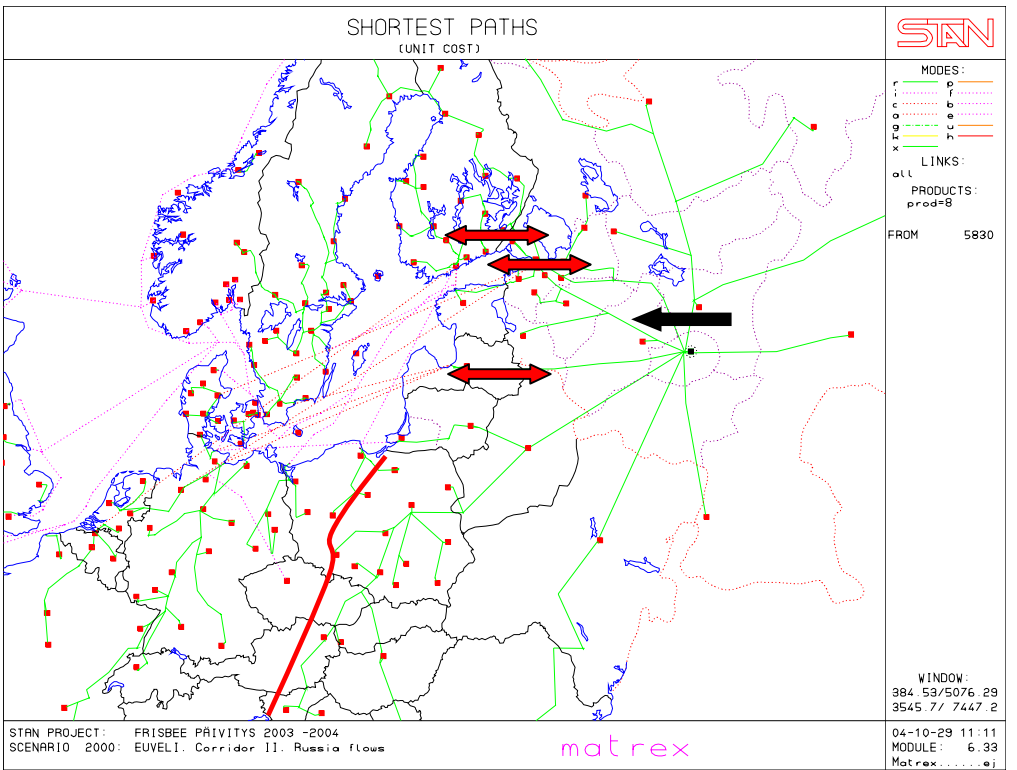 SHORTEST PATHS
(UNIT COST)
STAN
MODES:
r p
i f
c b
a e
g u
k h
x
LINKS:
all
PRODUCTS:
prod=8
FROM 5830
WINDOW:
384.53/5076.29
3545.7/ 7447.2
STAN PROJECT: FRISBEE PÄIVITYS 2003 -2004
SCENARIO 2000: EUVELI. Corridor II. Russia flows
matrex
04-10-29 11:11
MODULE: 6.33
Matrex......ej